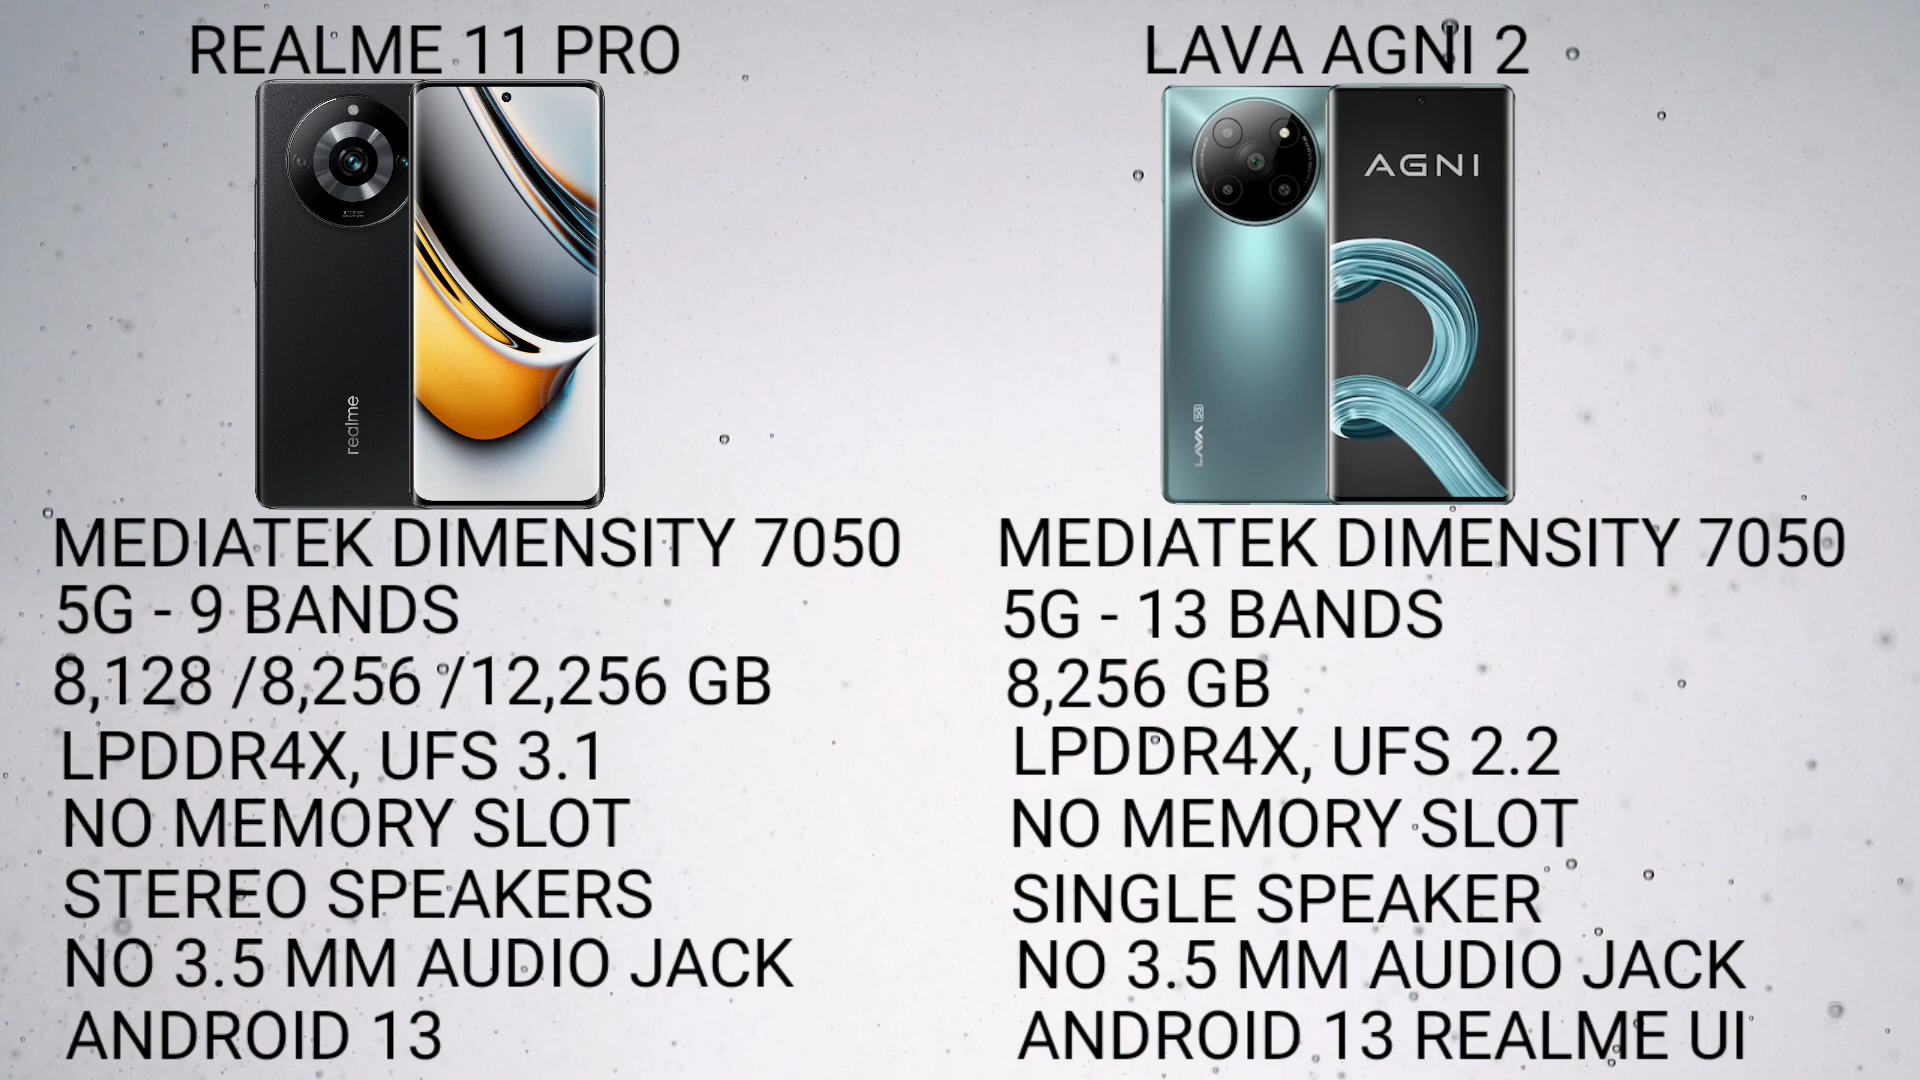 REALME 11 PRO
realme
MEDIATEK DIMENSITY 7050
5G - 9 BANDS
8,128 /8,256 /12,256 GB
LPDDR4X, UFS 3.1
NO MEMORY SLOT
STEREO SPEAKERS
NO 3.5 MM AUDIO JACK
ANDROID 13
LAVA AGNI 2
AGNI
LAVA 5G
MEDIATEK DIMENSITY 7050
5G - 13 BANDS
8,256 GB
LPDDR4X, UFS 2.2
NO MEMORY SLOT
SINGLE SPEAKER
NO 3.5 MM AUDIO JACK
ANDROID 13 REALME UI